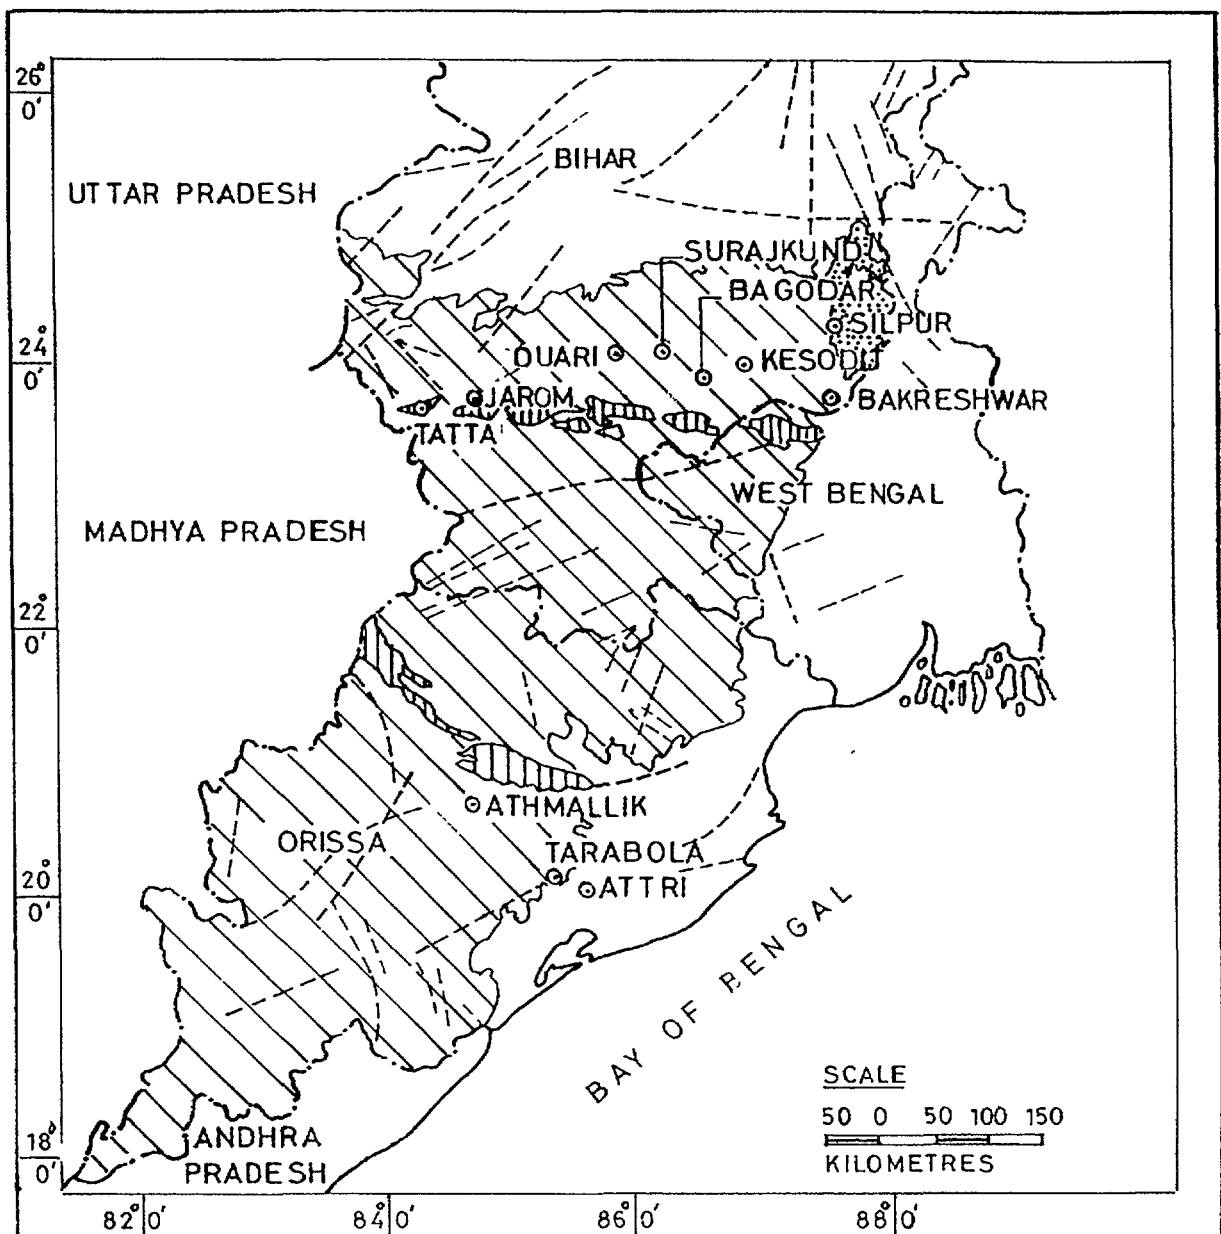 26°
0'
BIHAR
UTTAR PRADESH
SURAJKUND
BAGODAR
SILPUR
24°
0'
DUARI
KESODIJ
JAROM
BAKRESHWAR
TATTA
WEST BENGAL
MADHYA PRADESH
22°
0'
ATHMALLIK
ORISSA
TARABOLA
20°
0'
ATTRI
BAY OF BENGAL
SCALE
50 0 50 100 150
KILOMETRES
ANDHRA
PRADESH
18°
0'
82°0' 84°0' 86°0' 88°0'